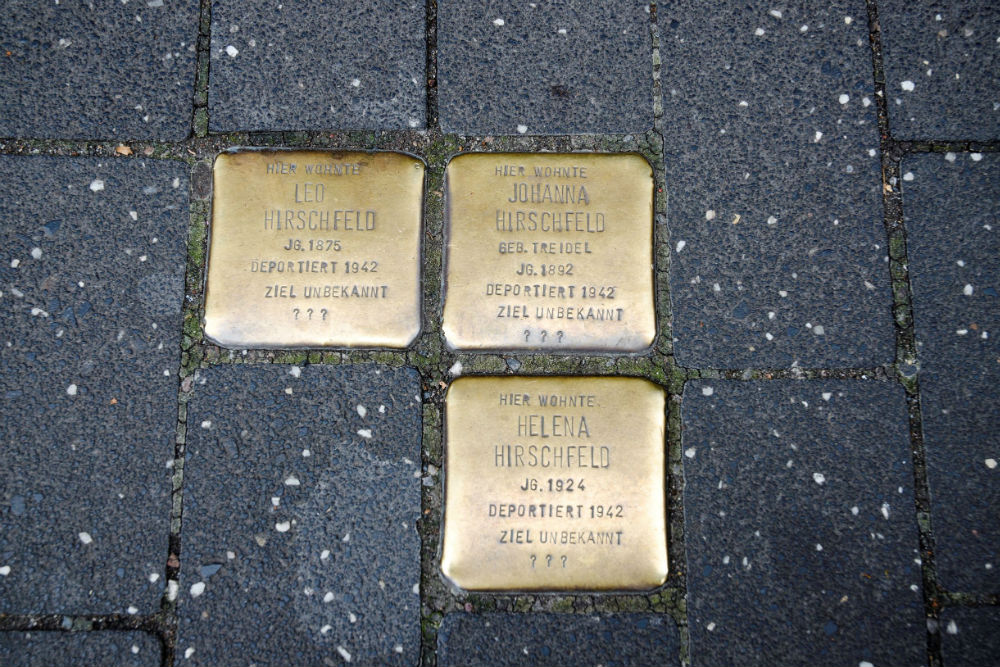 HIER WOHNTE
LEO
HIRSCHFELD
JG. 1875
DEPORTIERT 1942
ZIEL UNBEKANNT
? ? ?
HIER WOHNTE
JOHANNA
HIRSCHFELD
GEB. TREIDEL
JG. 1892
DEPORTIERT 1942
ZIEL UNBEKANNT
? ? ?
HIER WOHNTE
HELENA
HIRSCHFELD
JG. 1924
DEPORTIERT 1942
ZIEL UNBEKANNT
? ? ?